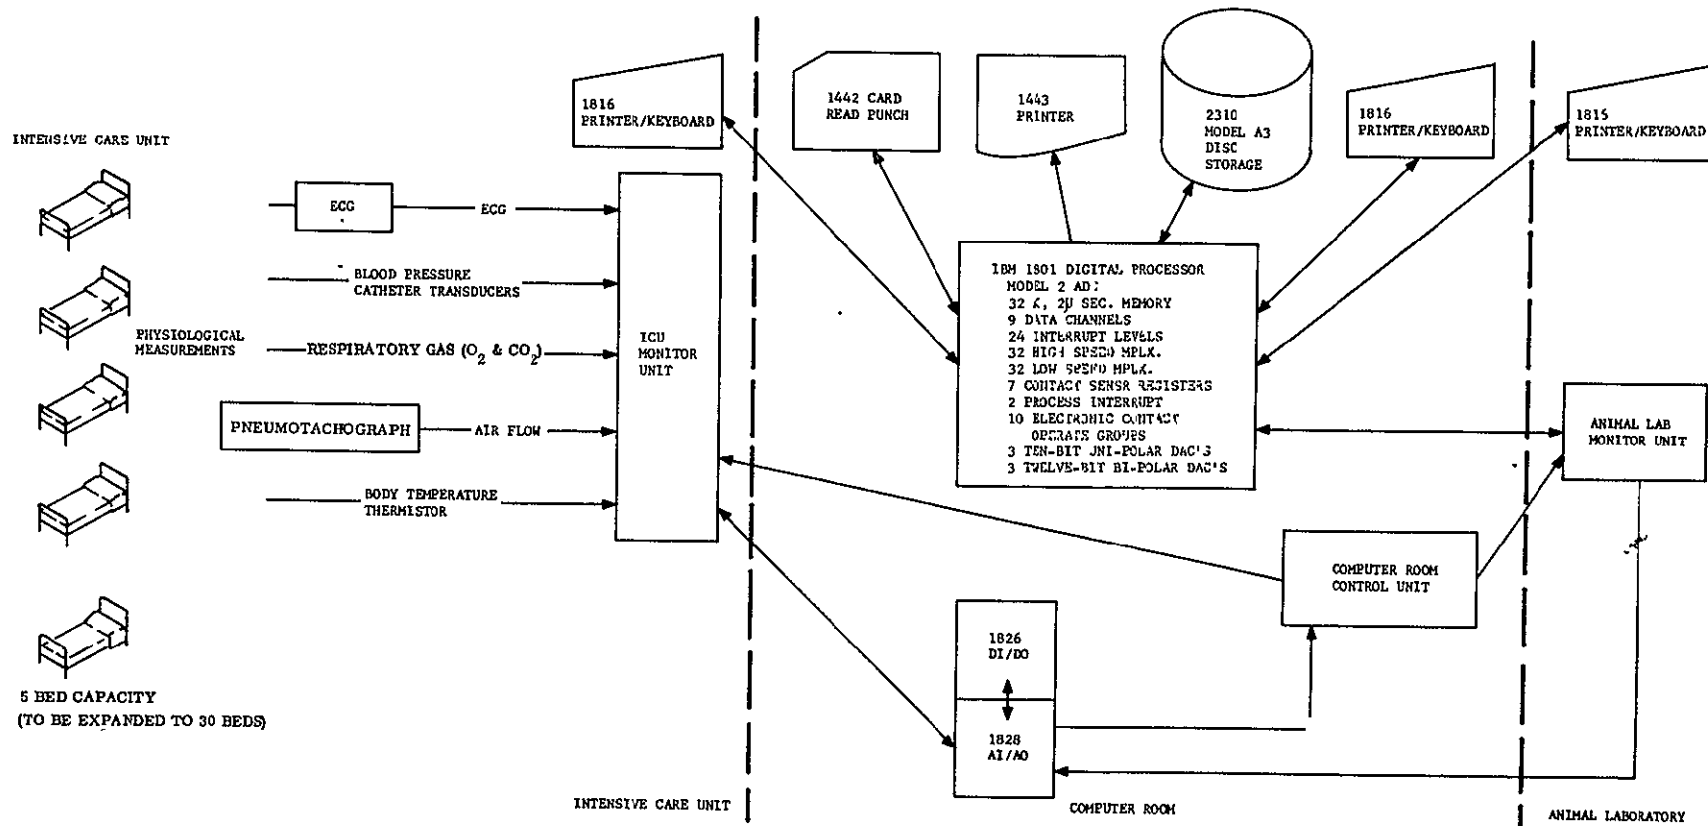 INTENSIVE CARE UNIT
PHYSIOLOGICAL
MEASUREMENTS
5 BED CAPACITY
(TO BE EXPANDED TO 30 BEDS)
ECG
ECG
BLOOD PRESSURE
CATHETER TRANSDUCERS
RESPIRATORY GAS (O2 & CO2)
PNEUMOTACHOGRAPH
AIR FLOW
BODY TEMPERATURE
THERMISTOR
ICU
MONITOR
UNIT
1816
PRINTER/KEYBOARD
INTENSIVE CARE UNIT
1442 CARD
READ PUNCH
1443
PRINTER
2310
MODEL A3
DISC
STORAGE
1816
PRINTER/KEYBOARD
1815
PRINTER/KEYBOARD
IBM 1801 DIGITAL PROCESSOR
MODEL 2 AD:
32 K, 2µ SEC. MEMORY
9 DATA CHANNELS
24 INTERRUPT LEVELS
32 HIGH SPEED MPLX.
32 LOW SPEED MPLX.
7 CONTACT SENSE REGISTERS
2 PROCESS INTERRUPT
10 ELECTRONIC CONTACT
OPERATE GROUPS
3 TEN-BIT UNI-POLAR DAC'S
3 TWELVE-BIT BI-POLAR DAC'S
COMPUTER ROOM
CONTROL UNIT
1826
DI/DO
1828
AI/AO
COMPUTER ROOM
ANIMAL LAB
MONITOR UNIT
ANIMAL LABORATORY